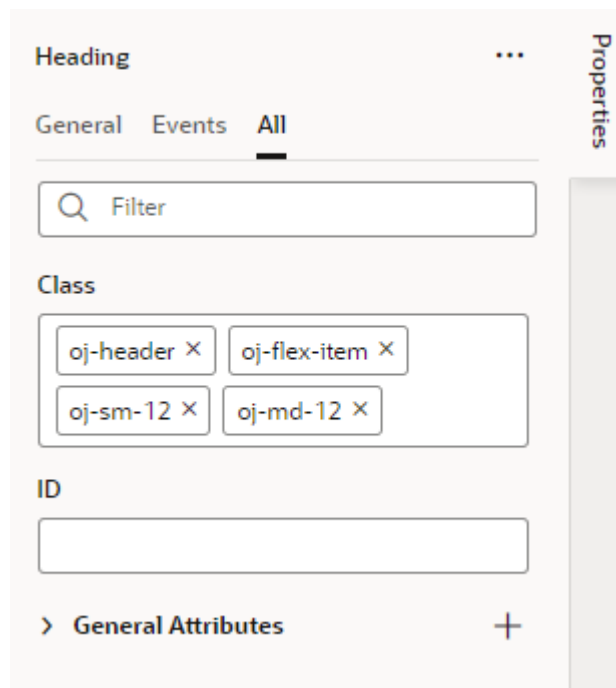 Heading
Properties
General Events All
Filter
Class
oj-header × oj-flex-item ×
oj-sm-12 × oj-md-12 ×
ID
General Attributes